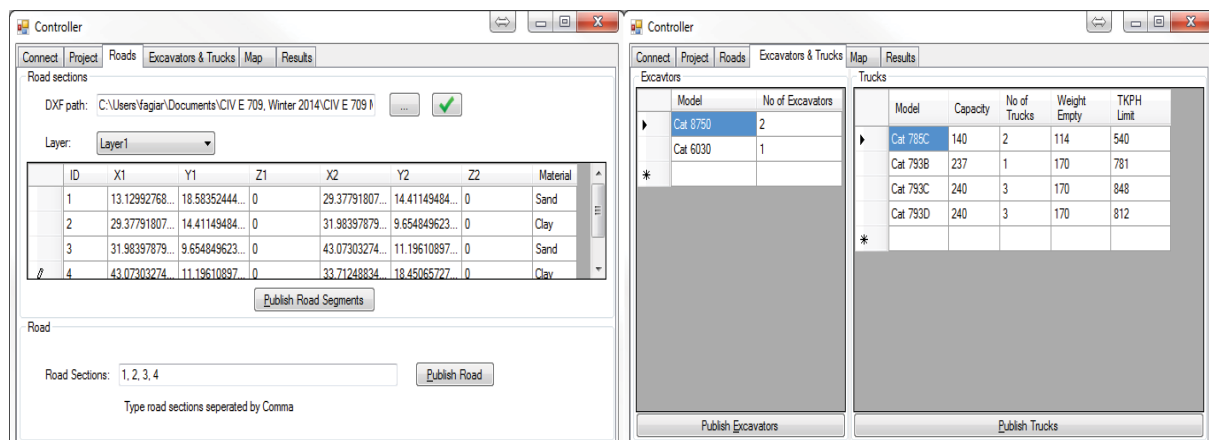 Controller
Connect Project Roads Excavators & Trucks Map Results
Road sections
DXF path: C:\Users\fagiar\Documents\CIV E 709, Winter 2014\CIV E 709 M ...
Layer: Layer1
ID X1 Y1 Z1 X2 Y2 Z2 Material
1 13.12992768... 18.58352444... 0 29.37791807... 14.41149484... 0 Sand
2 29.37791807... 14.41149484... 0 31.98397879... 9.654849623... 0 Clay
3 31.98397879... 9.654849623... 0 43.07303274... 11.19610897... 0 Sand
4 43.07303274... 11.19610897... 0 33.71248834... 18.45065727... 0 Clay
Publish Road Segments
Road
Road Sections: 1, 2, 3, 4 Publish Road
Type road sections seperated by Comma
Controller
Connect Project Roads Excavators & Trucks Map Results
Excavtors
Model No of Excavators
Cat 8750 2
Cat 6030 1
*
Publish Excavators
Trucks
Model Capacity No of Trucks Weight Empty TKPH Limit
Cat 785C 140 2 114 540
Cat 793B 237 1 170 781
Cat 793C 240 3 170 848
Cat 793D 240 3 170 812
*
Publish Trucks